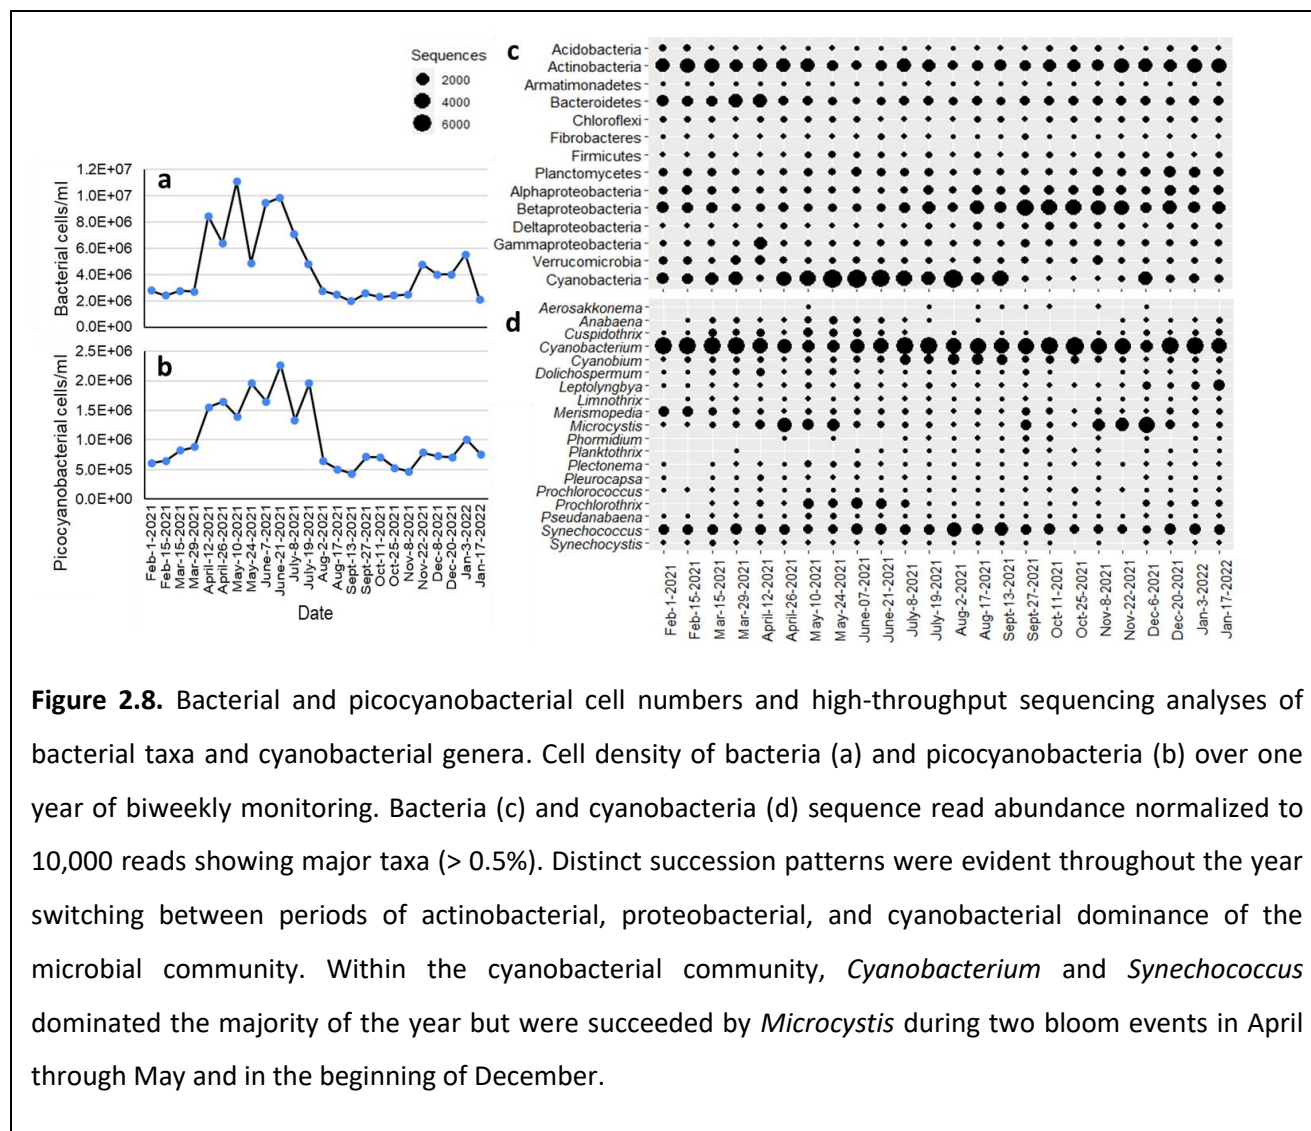 Sequences
2000
4000
6000
a
Bacterial cells/ml
1.2E+07
1.0E+07
8.0E+06
6.0E+06
4.0E+06
2.0E+06
0.0E+00
b
Picocyanobacterial cells/ml
2.5E+06
2.0E+06
1.5E+06
1.0E+06
5.0E+05
0.0E+00
Feb-1-2021
Feb-15-2021
Mar-15-2021
Mar-29-2021
April-12-2021
April-26-2021
May-10-2021
May-24-2021
June-7-2021
June-21-2021
July-8-2021
July-19-2021
Aug-2-2021
Aug-17-2021
Sept-13-2021
Sept-27-2021
Oct-11-2021
Oct-25-2021
Nov-8-2021
Nov-22-2021
Dec-8-2021
Dec-20-2021
Jan-3-2022
Jan-17-2022
Date
c
Acidobacteria
Actinobacteria
Armatimonadetes
Bacteroidetes
Chloroflexi
Fibrobacteres
Firmicutes
Planctomycetes
Alphaproteobacteria
Betaproteobacteria
Deltaproteobacteria
Gammaproteobacteria
Verrucomicrobia
Cyanobacteria
d
Aerosakkonema
Anabaena
Cuspidothrix
Cyanobacterium
Cyanobium
Dolichospermum
Leptolyngbya
Limnothrix
Merismopedia
Microcystis
Phormidium
Planktothrix
Plectonema
Pleurocapsa
Prochlorococcus
Prochlorothrix
Pseudanabaena
Synechococcus
Synechocystis
Feb-1-2021
Feb-15-2021
Mar-15-2021
Mar-29-2021
April-12-2021
April-26-2021
May-10-2021
May-24-2021
June-07-2021
June-21-2021
July-8-2021
July-19-2021
Aug-2-2021
Aug-17-2021
Sept-13-2021
Sept-27-2021
Oct-11-2021
Oct-25-2021
Nov-8-2021
Nov-22-2021
Dec-6-2021
Dec-20-2021
Jan-3-2022
Jan-17-2022
Figure 2.8. Bacterial and picocyanobacterial cell numbers and high-throughput sequencing analyses of
bacterial taxa and cyanobacterial genera. Cell density of bacteria (a) and picocyanobacteria (b) over one
year of biweekly monitoring. Bacteria (c) and cyanobacteria (d) sequence read abundance normalized to
10,000 reads showing major taxa (> 0.5%). Distinct succession patterns were evident throughout the year
switching between periods of actinobacterial, proteobacterial, and cyanobacterial dominance of the
microbial community. Within the cyanobacterial community, Cyanobacterium and Synechococcus
dominated the majority of the year but were succeeded by Microcystis during two bloom events in April
through May and in the beginning of December.